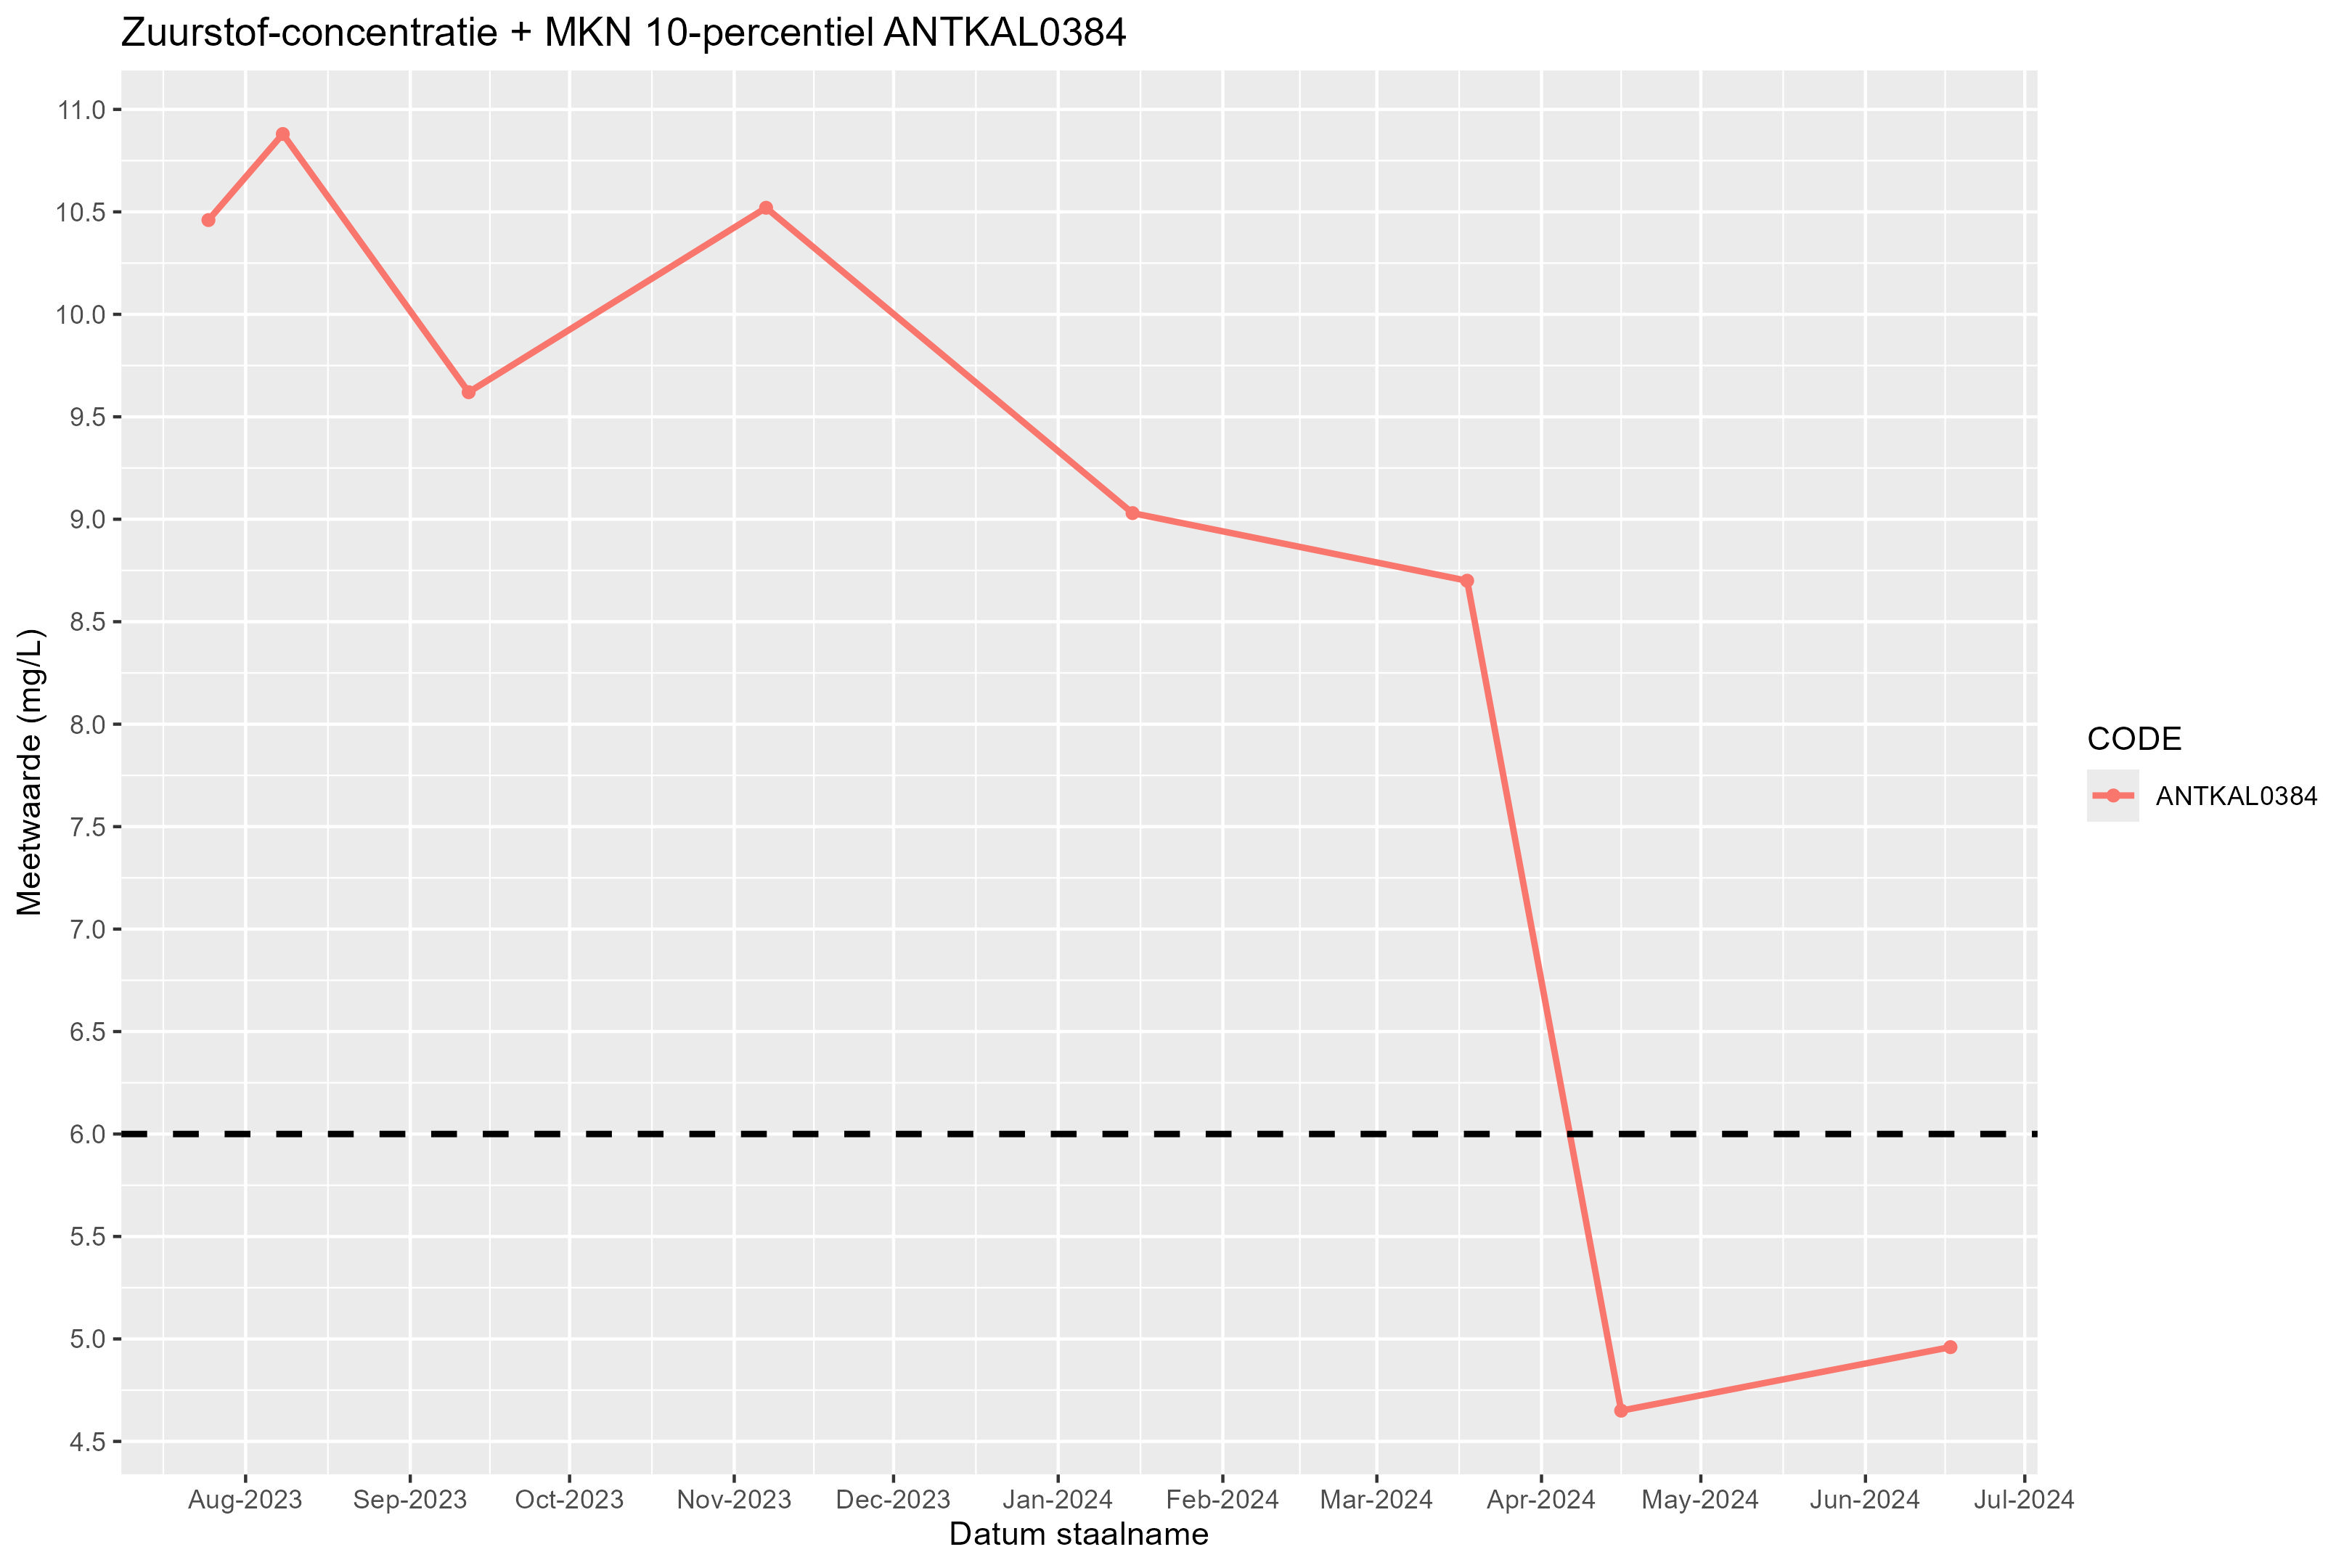 Zuurstof-concentratie + MKN 10-percentiel ANTKAL0384
11.0
10.5
10.0
9.5
9.0
8.5
8.0
7.5
7.0
6.5
6.0
5.5
5.0
4.5
Meetwaarde (mg/L)
Aug-2023 Sep-2023 Oct-2023 Nov-2023 Dec-2023 Jan-2024 Feb-2024 Mar-2024 Apr-2024 May-2024 Jun-2024 Jul-2024
Datum staalname
CODE
ANTKAL0384